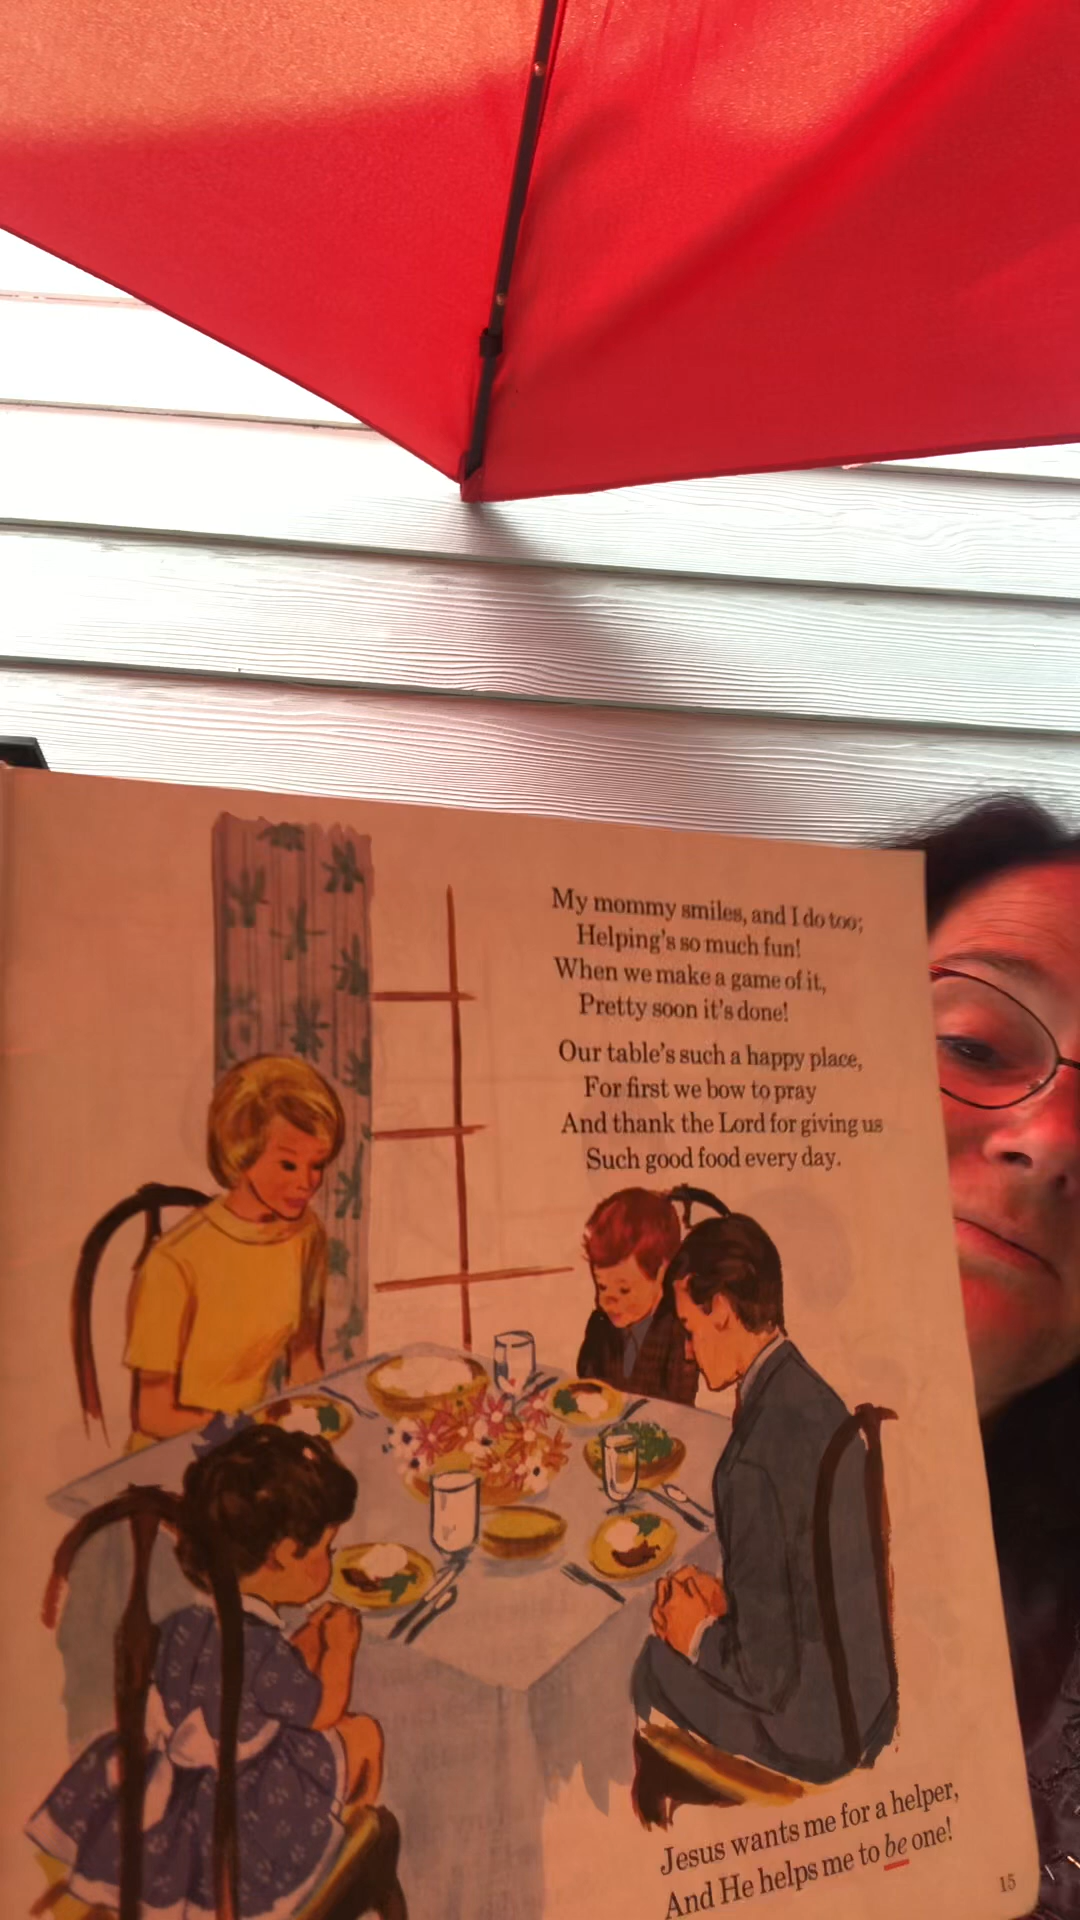 My mommy smiles, and I do too;
Helping's so much fun!
When we make a game of it,
Pretty soon it's done!
Our table's such a happy place,
For first we bow to pray
And thank the Lord for giving us
Such good food every day.
Jesus wants me for a helper,
And He helps me to be one!
15